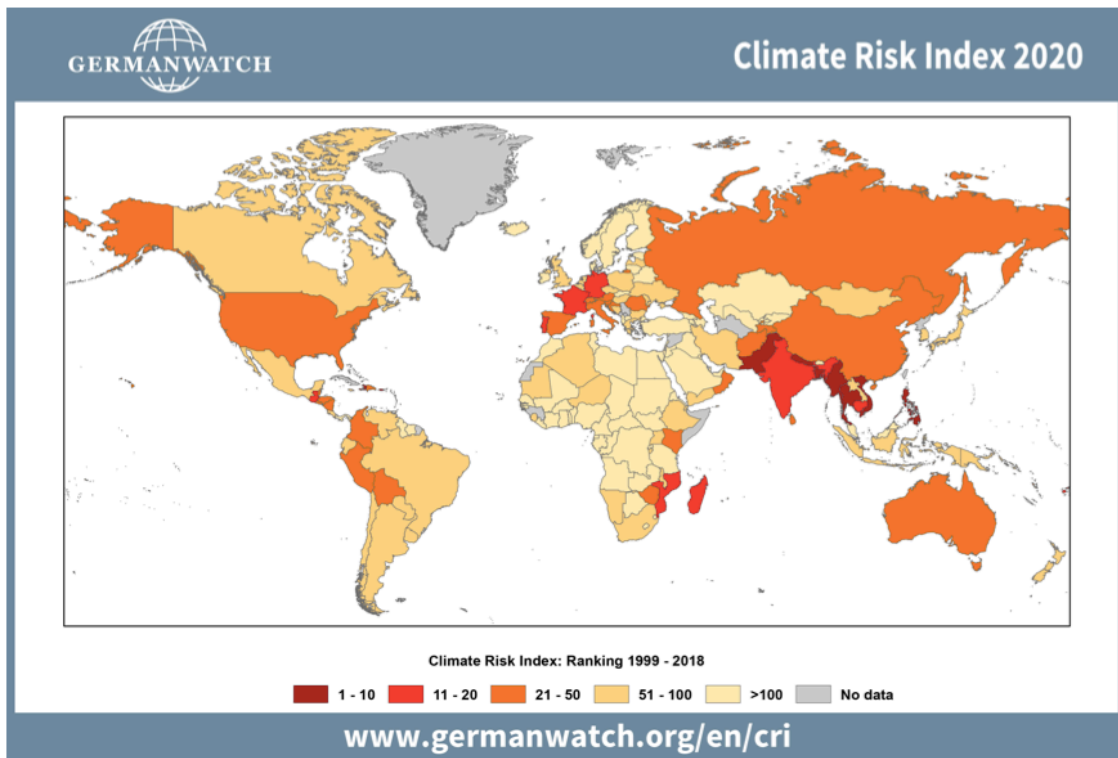 GERMANWATCH
Climate Risk Index 2020
Climate Risk Index: Ranking 1999 - 2018
1 - 10
11 - 20
21 - 50
51 - 100
>100
No data
www.germanwatch.org/en/cri